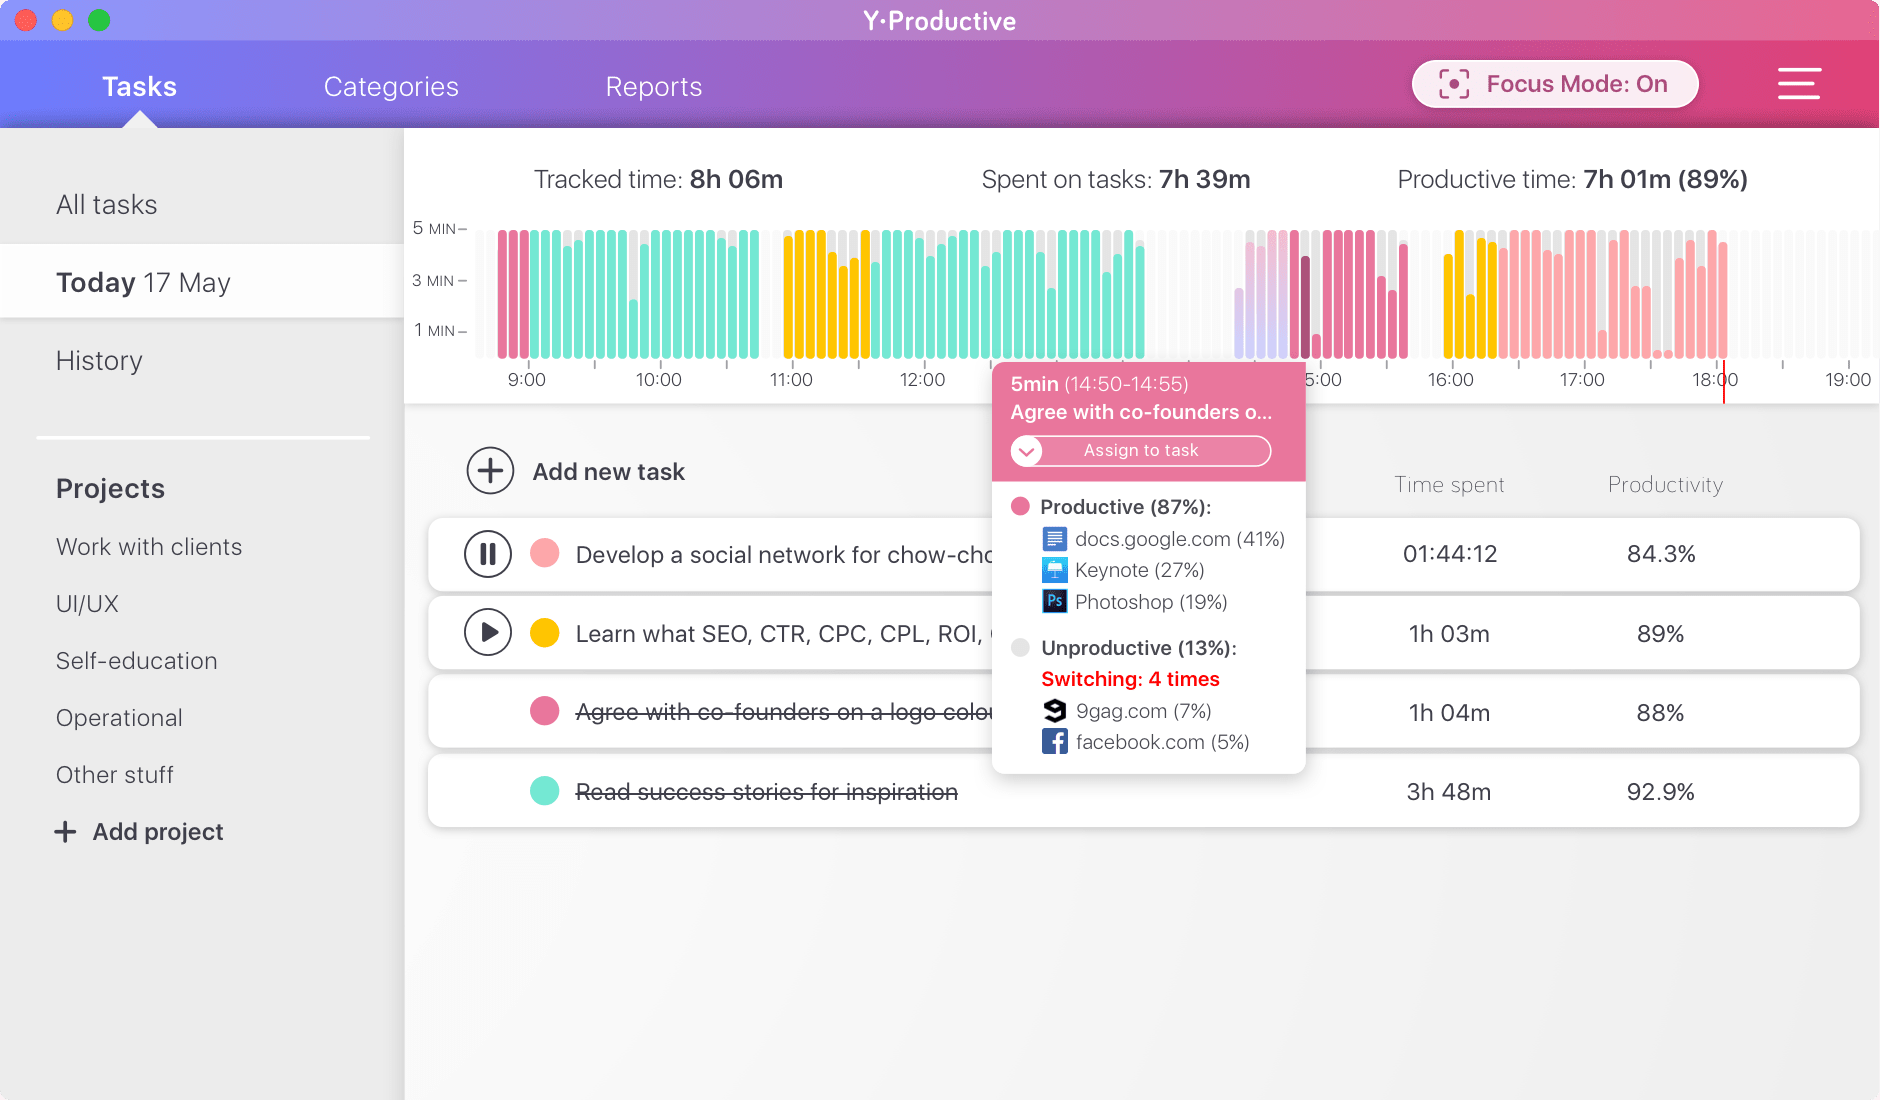 Y·Productive
Tasks
Categories
Reports
Focus Mode: On
All tasks
Today 17 May
History
Projects
Work with clients
UI/UX
Self-education
Operational
Other stuff
+ Add project
Tracked time: 8h 06m
Spent on tasks: 7h 39m
Productive time: 7h 01m (89%)
5 MIN
3 MIN
1 MIN
9:00
10:00
11:00
12:00
5:00
16:00
17:00
18:00
19:00
5min (14:50-14:55)
Agree with co-founders o...
Assign to task
Productive (87%):
docs.google.com (41%)
Keynote (27%)
Ps
Photoshop (19%)
Unproductive (13%):
Switching: 4 times
9gag.com (7%)
facebook.com (5%)
Add new task
Time spent
Productivity
Develop a social network for chow-cho
01:44:12
84.3%
Learn what SEO, CTR, CPC, CPL, ROI,
1h 03m
89%
Agree with co-founders on a logo colou
1h 04m
88%
Read success stories for inspiration
3h 48m
92.9%